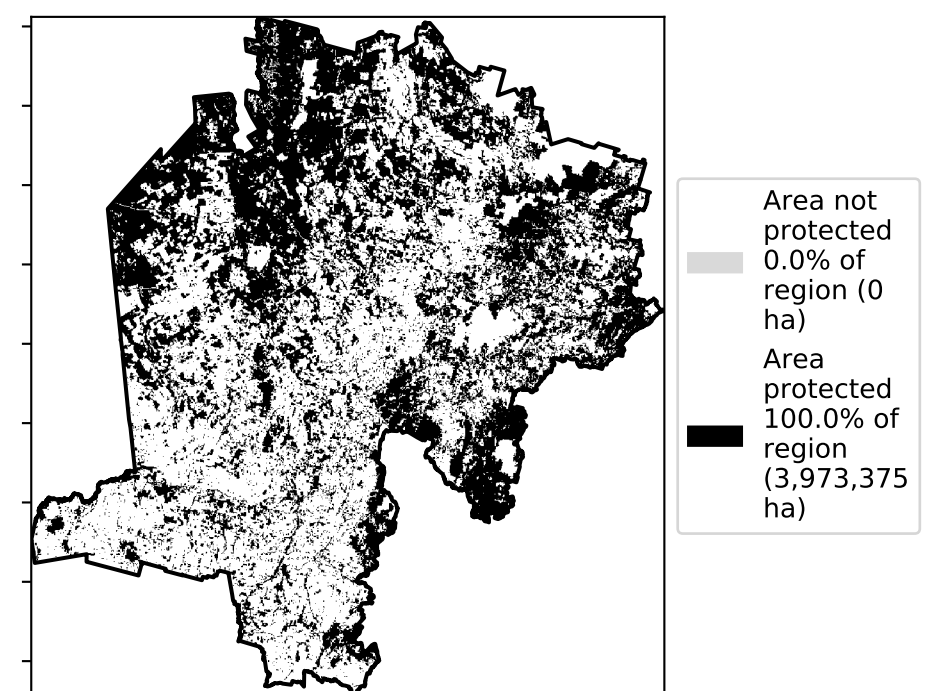 Area not
protected
0.0% of
region (0
ha)
Area
protected
100.0% of
region
(3,973,375
ha)